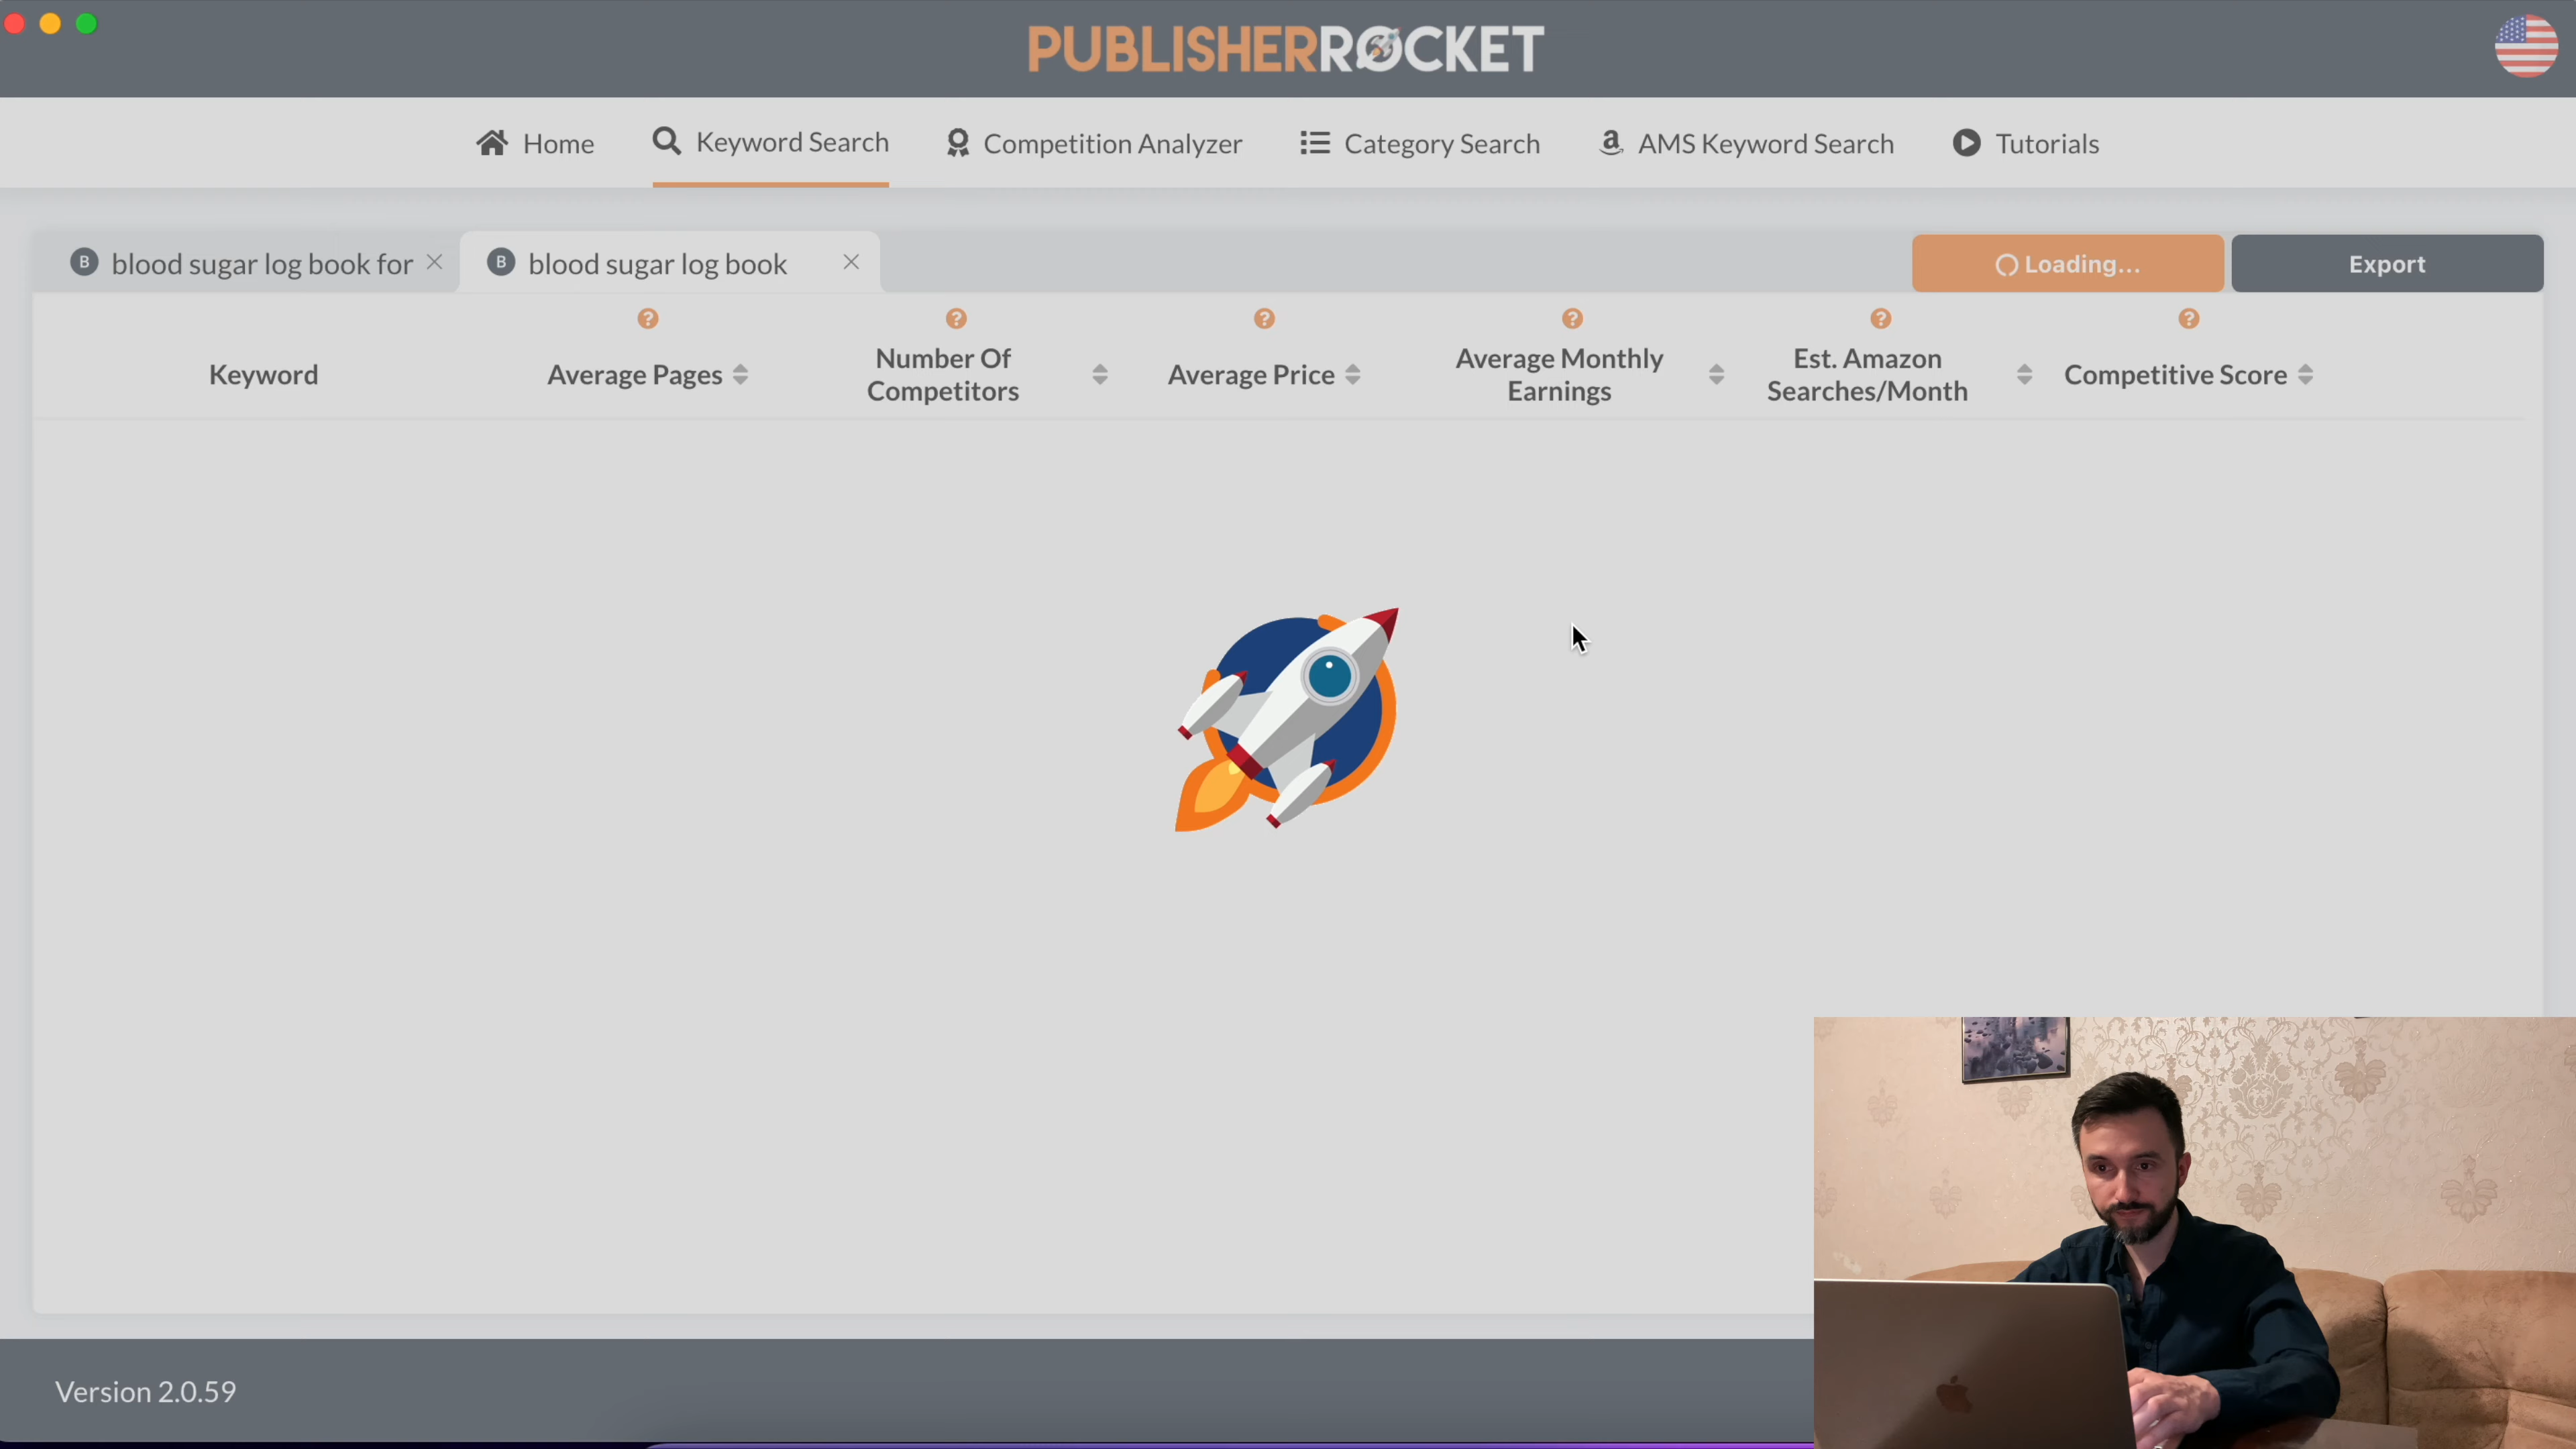 PUBLISHERROCKET
Home
Keyword Search
Competition Analyzer
Category Search
AMS Keyword Search
Tutorials
B blood sugar log book for
B blood sugar log book
Loading...
Export
Keyword
Average Pages
Number Of
Competitors
Average Price
Average Monthly
Earnings
Est. Amazon
Searches/Month
Competitive Score
Version 2.0.59